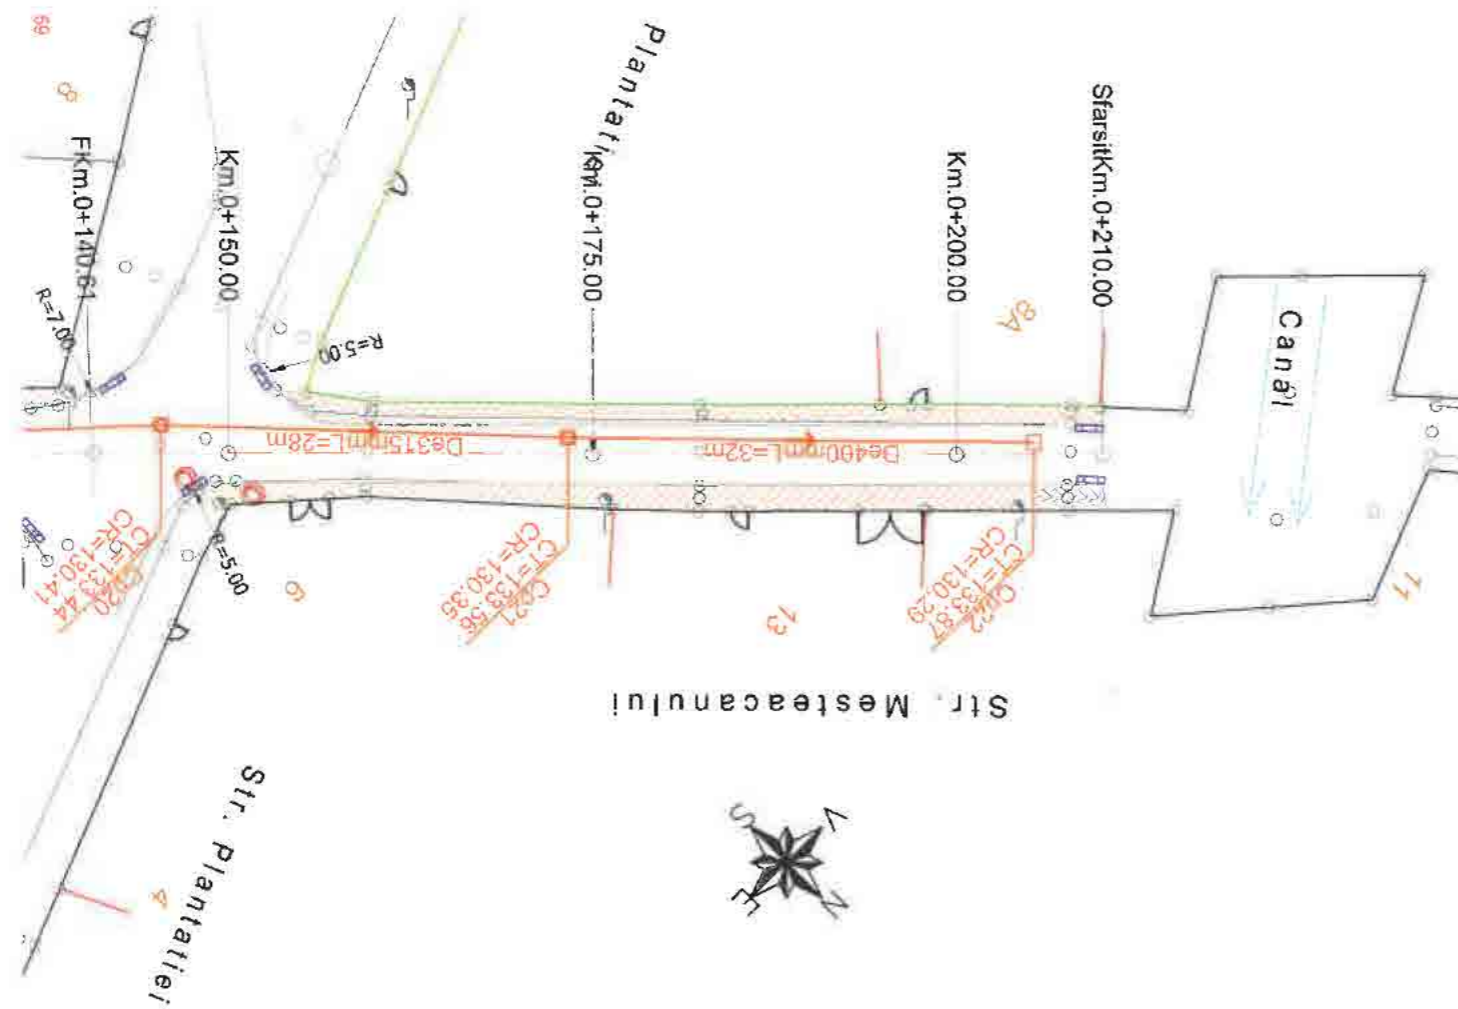 59
8
FKm.0+140.61
Km.0+150.00
Plantatiei
Km.0+175.00
Km.0+200.00
SfarsitKm.0+210.00
R=7.00
R=5.00
8A
Canal
De315mmL=28m
De400mmL=32m
R=5.00
CT=133.44
CR=130.41
6
CT=133.56
CR=130.35
13
CT=133.87
CR=130.29
11
Str. Mesteacanului
Str. Plantatiei
4
S
V
E
N